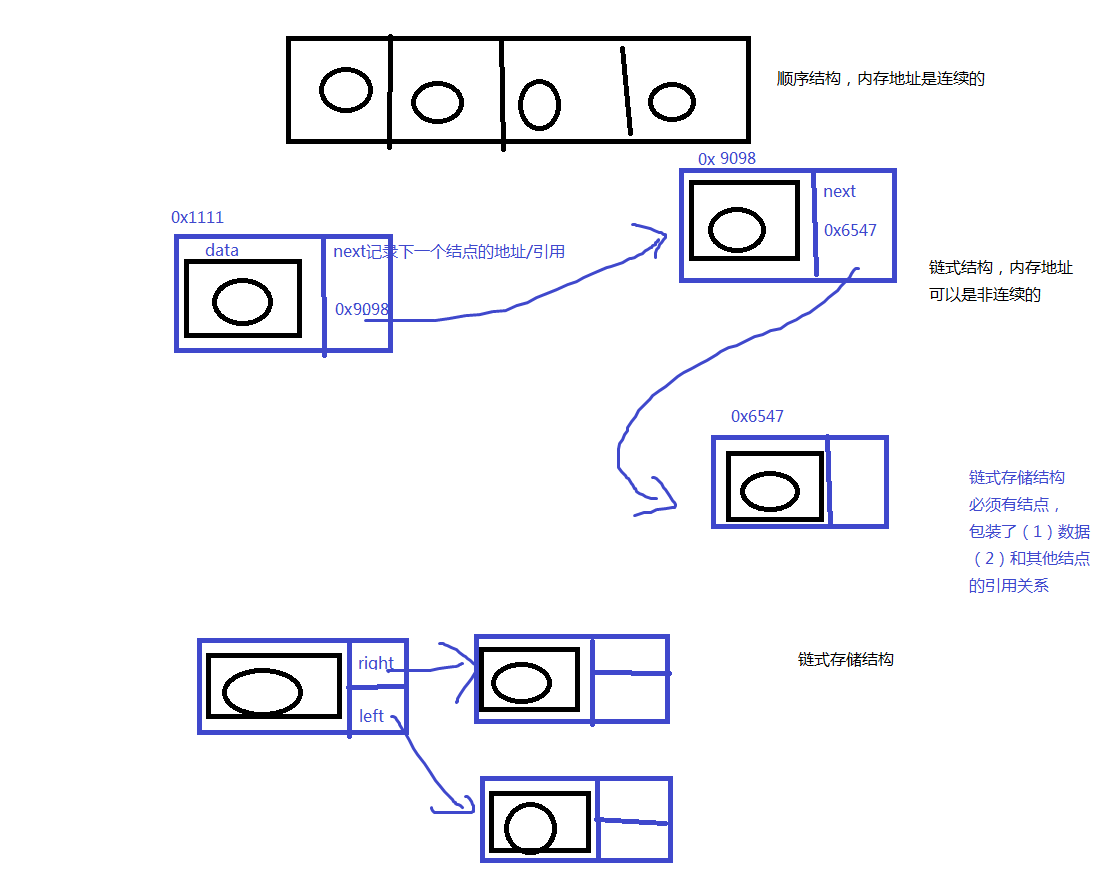 顺序结构，内存地址是连续的
0x 9098
next
0x6547
0x1111
data
next记录下一个结点的地址/引用
0x9098
链式结构，内存地址
可以是非连续的
0x6547
链式存储结构
必须有结点，
包装了（1）数据
（2）和其他结点
的引用关系
right
left
链式存储结构